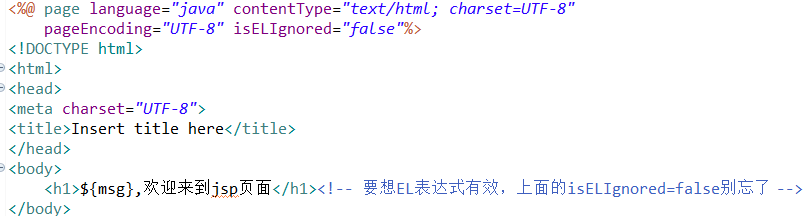 <%@ page language="java" contentType="text/html; charset=UTF-8"
    pageEncoding="UTF-8" isELIgnored="false"%>
<!DOCTYPE html>
<html>
<head>
<meta charset="UTF-8">
<title>Insert title here</title>
</head>
<body>
    <h1>${msg},欢迎来到jsp页面</h1><!-- 要想EL表达式有效，上面的isELIgnored=false别忘了 -->
</body>